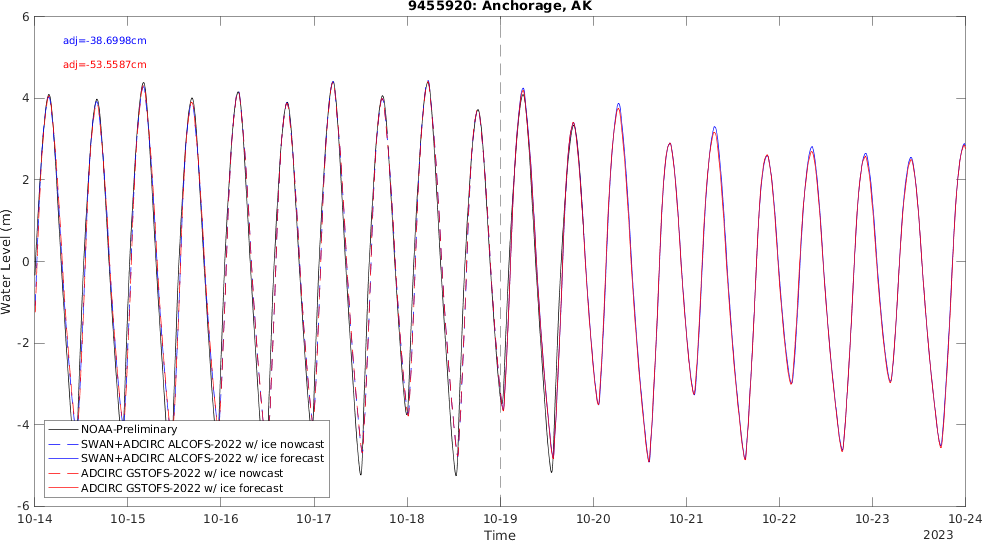 9455920: Anchorage, AK
adj=-38.6998cm
adj=-53.5587cm
6
4
2
0
-2
-4
-6
Water Level (m)
NOAA-Preliminary
SWAN+ADCIRC ALCOFS-2022 w/ ice nowcast
SWAN+ADCIRC ALCOFS-2022 w/ ice forecast
ADCIRC GSTOFS-2022 w/ ice nowcast
ADCIRC GSTOFS-2022 w/ ice forecast
10-14 10-15 10-16 10-17 10-18 10-19 10-20 10-21 10-22 10-23 10-24
Time
2023